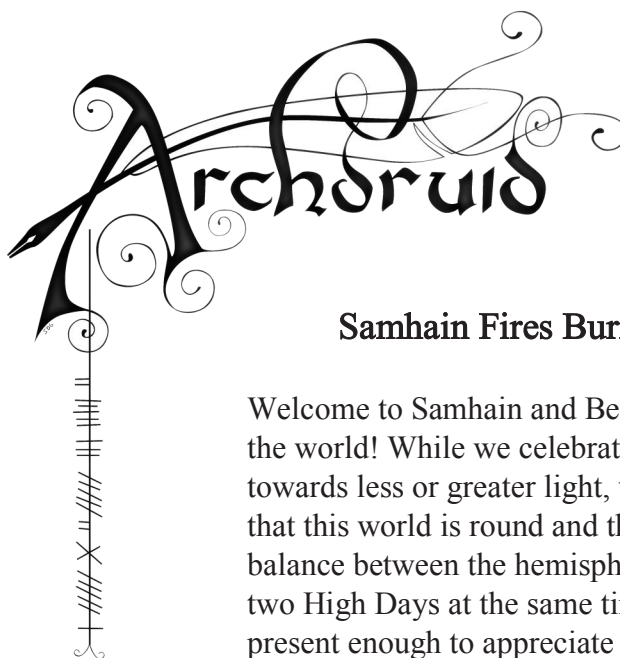 Archdruid
᚛ᚐᚏᚕᚇᚏᚒᚔᚇ
Samhain Fires Bur
Welcome to Samhain and Be
the world! While we celebrat
towards less or greater light,
that this world is round and th
balance between the hemisph
two High Days at the same ti
present enough to appreciate